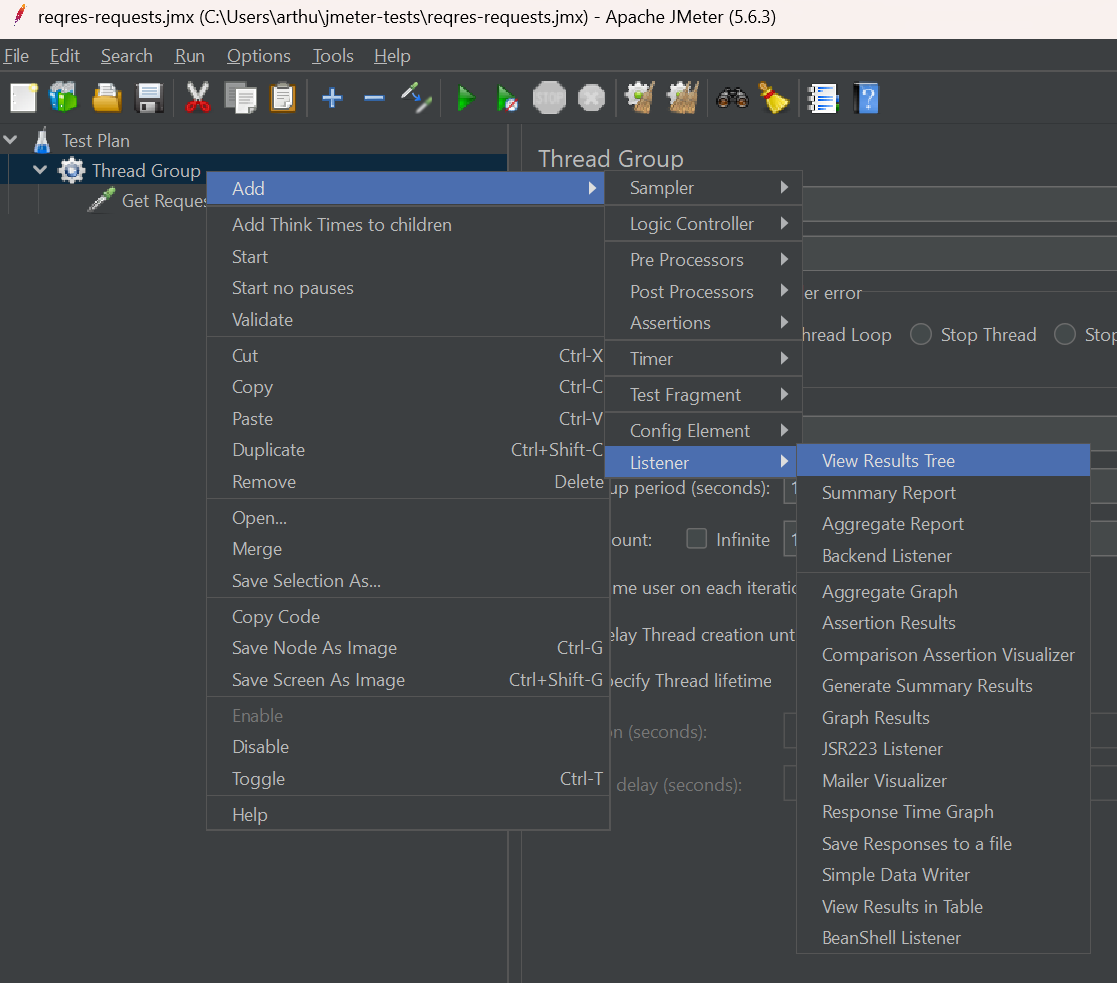 reqres-requests.jmx (C:\Users\arthu\jmeter-tests\reqres-requests.jmx) - Apache JMeter (5.6.3)
File Edit Search Run Options Tools Help
STOP
Test Plan
Thread Group
Get Reques
Thread Group
Add
Add Think Times to children
Start
Start no pauses
Validate
Cut Ctrl-X
Copy Ctrl-C
Paste Ctrl-V
Duplicate Ctrl+Shift-C
Remove Delete
Open...
Merge
Save Selection As...
Copy Code
Save Node As Image Ctrl-G
Save Screen As Image Ctrl+Shift-G
Enable
Disable
Toggle Ctrl-T
Help
Sampler
Logic Controller
Pre Processors
Post Processors
Assertions
Timer
Test Fragment
Config Element
Listener
er error
hread Loop Stop Thread Stop
up period (seconds): 1
ount: Infinite 1
me user on each iteratio
elay Thread creation unt
pecify Thread lifetime
n (seconds):
delay (seconds):
View Results Tree
Summary Report
Aggregate Report
Backend Listener
Aggregate Graph
Assertion Results
Comparison Assertion Visualizer
Generate Summary Results
Graph Results
JSR223 Listener
Mailer Visualizer
Response Time Graph
Save Responses to a file
Simple Data Writer
View Results in Table
BeanShell Listener